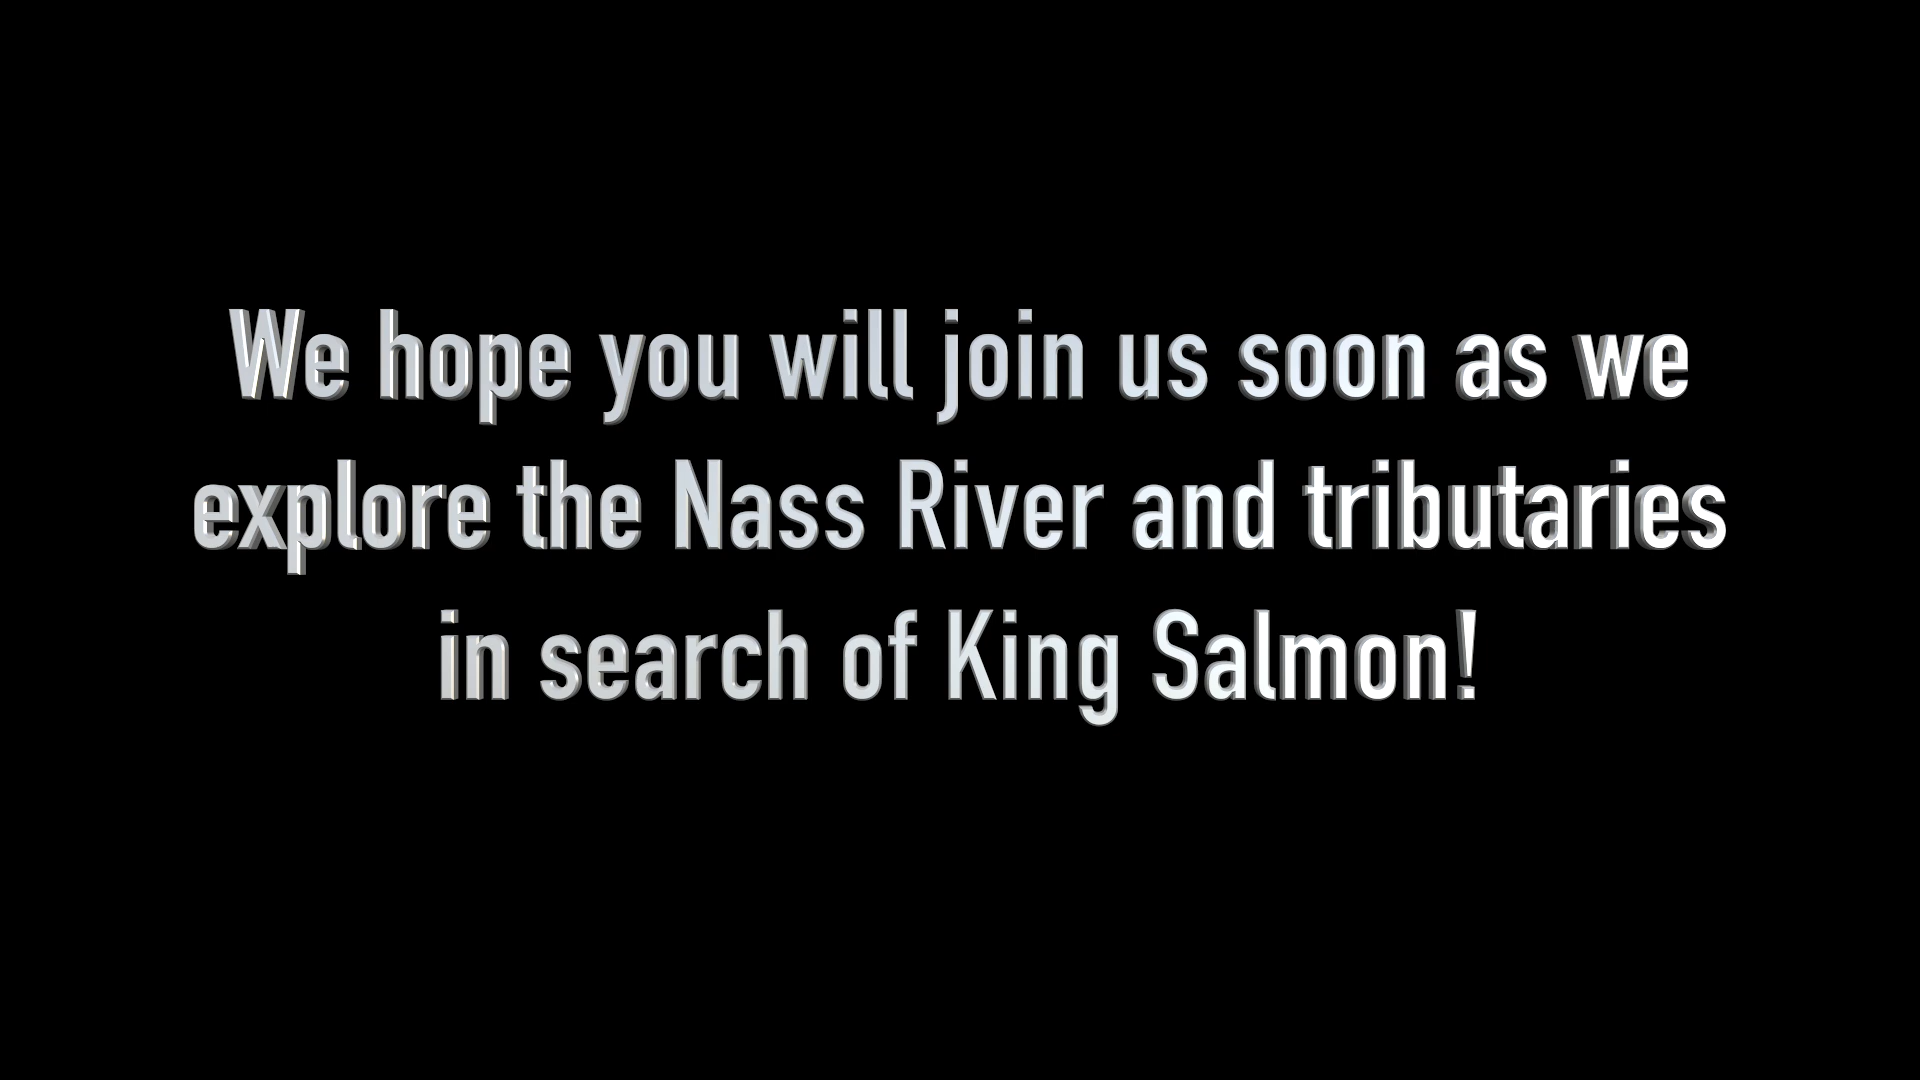 We hope you will join us soon as we
explore the Nass River and tributaries
in search of King Salmon!